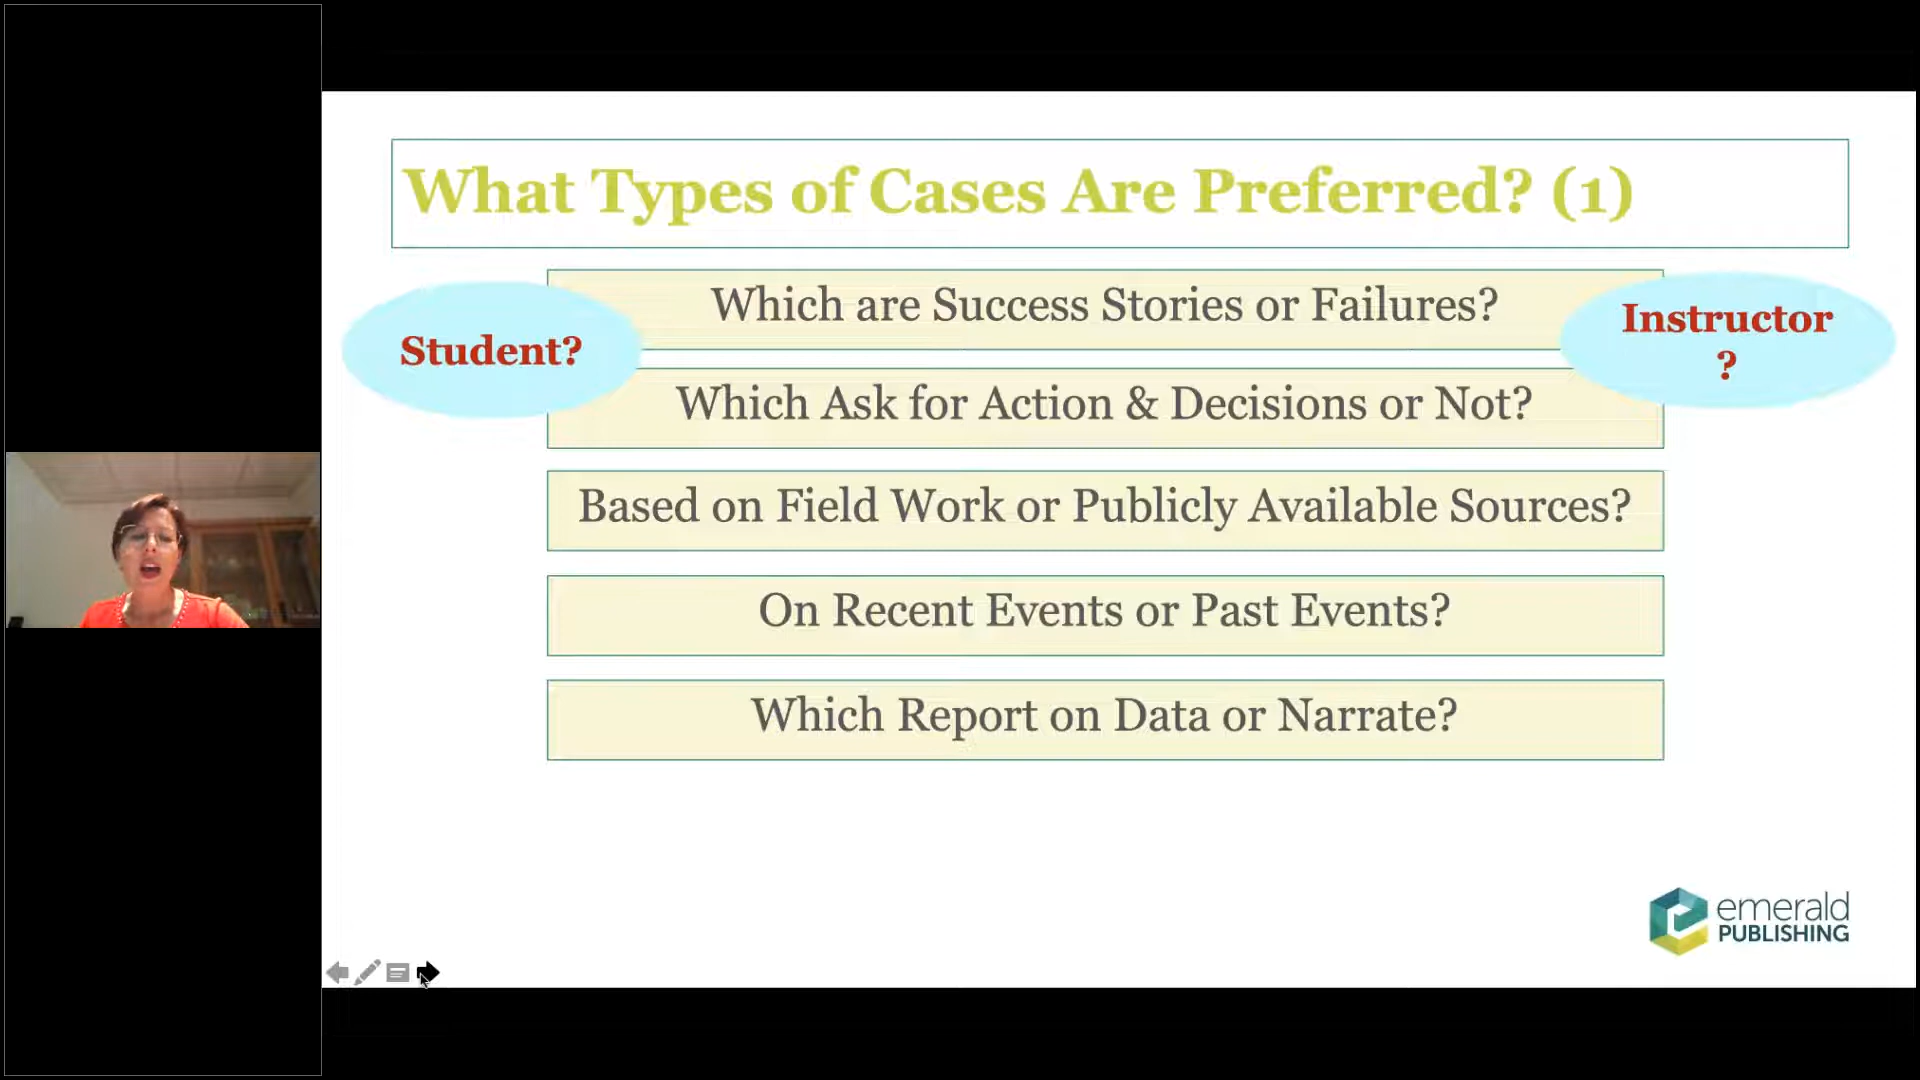 What Types of Cases Are Preferred? (1)
Which are Success Stories or Failures?
Student?
Instructor
?
Which Ask for Action & Decisions or Not?
Based on Field Work or Publicly Available Sources?
On Recent Events or Past Events?
Which Report on Data or Narrate?
emerald
PUBLISHING